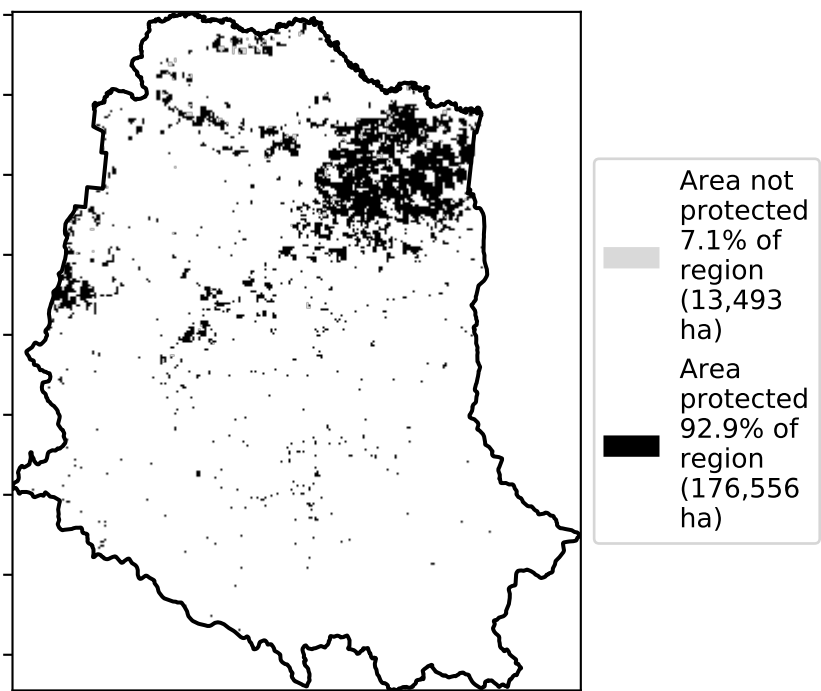 Area not
protected
7.1% of
region
(13,493
ha)
Area
protected
92.9% of
region
(176,556
ha)